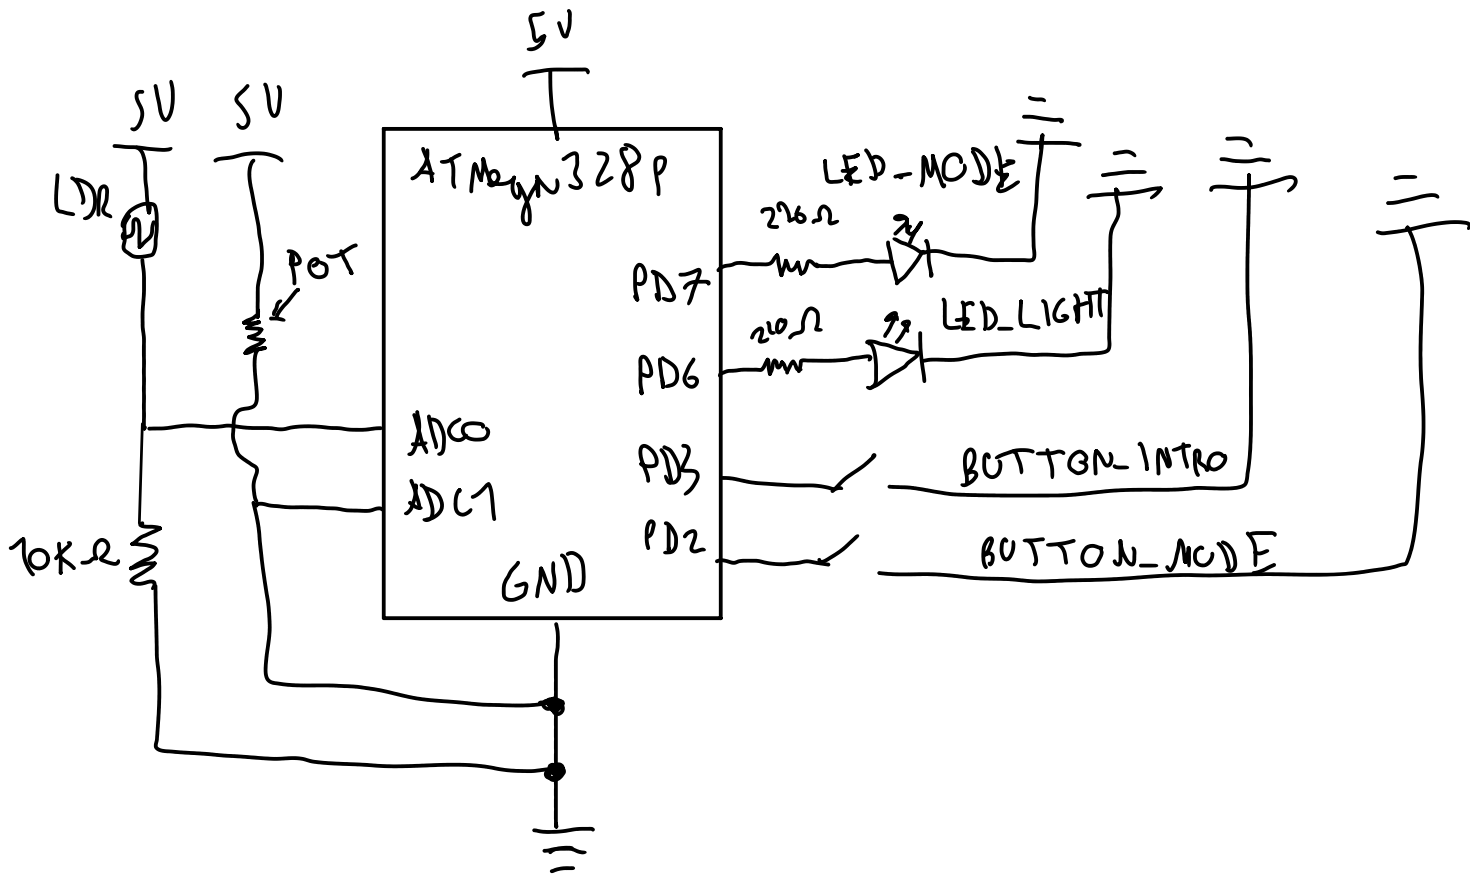 5V
5V 5V
ATMega328P
LED_MODE
LDR
220Ω
POT
PD7
LED_LIGHT
220Ω
PD6
ADC0
PD3
BUTTON_INTRO
ADC1
PD2
BUTTON_MODE
10KΩ
GND